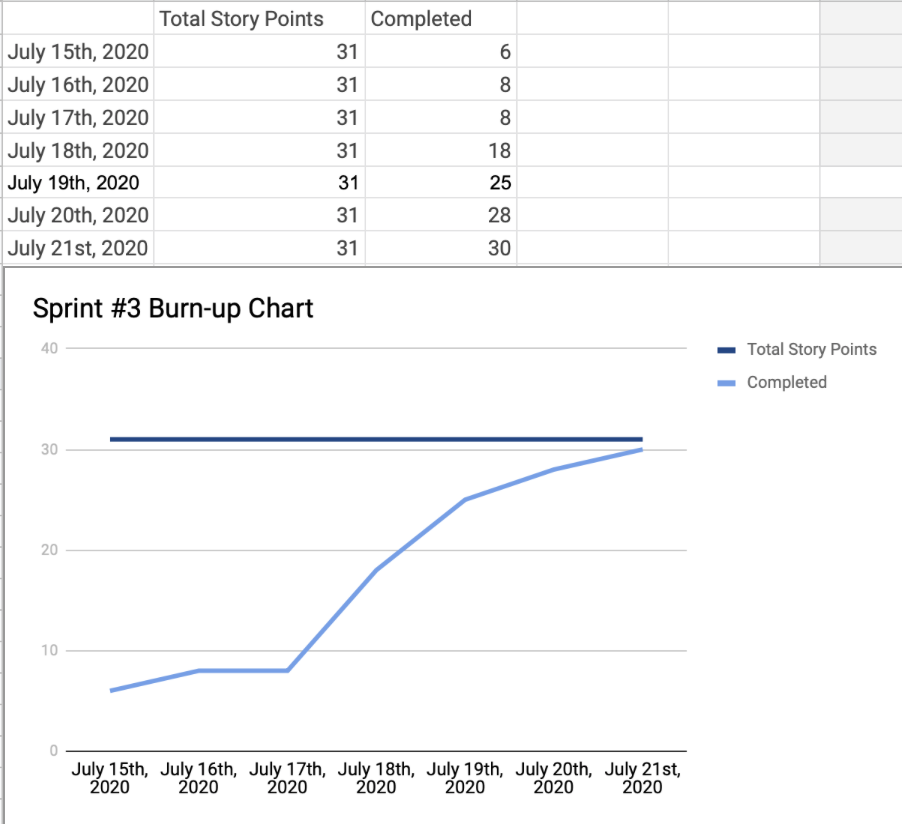 Total Story Points Completed
July 15th, 2020 31 6
July 16th, 2020 31 8
July 17th, 2020 31 8
July 18th, 2020 31 18
July 19th, 2020 31 25
July 20th, 2020 31 28
July 21st, 2020 31 30
Sprint #3 Burn-up Chart
40
Total Story Points
Completed
30
20
10
0
July 15th, July 16th, July 17th, July 18th, July 19th, July 20th, July 21st,
2020 2020 2020 2020 2020 2020 2020